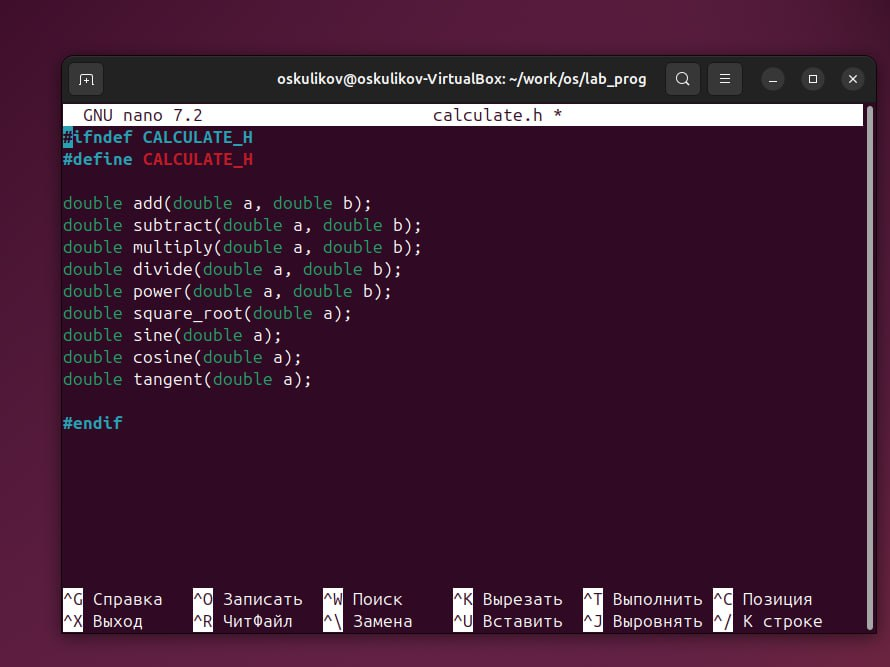 oskulikov@oskulikov-VirtualBox: ~/work/os/lab_prog
GNU nano 7.2 calculate.h *
#ifndef CALCULATE_H
#define CALCULATE_H
double add(double a, double b);
double subtract(double a, double b);
double multiply(double a, double b);
double divide(double a, double b);
double power(double a, double b);
double square_root(double a);
double sine(double a);
double cosine(double a);
double tangent(double a);
#endif
^G Справка ^O Записать ^W Поиск ^K Вырезать ^T Выполнить ^C Позиция
^X Выход ^R ЧитФайл ^\ Замена ^U Вставить ^J Выровнять ^/ К строке